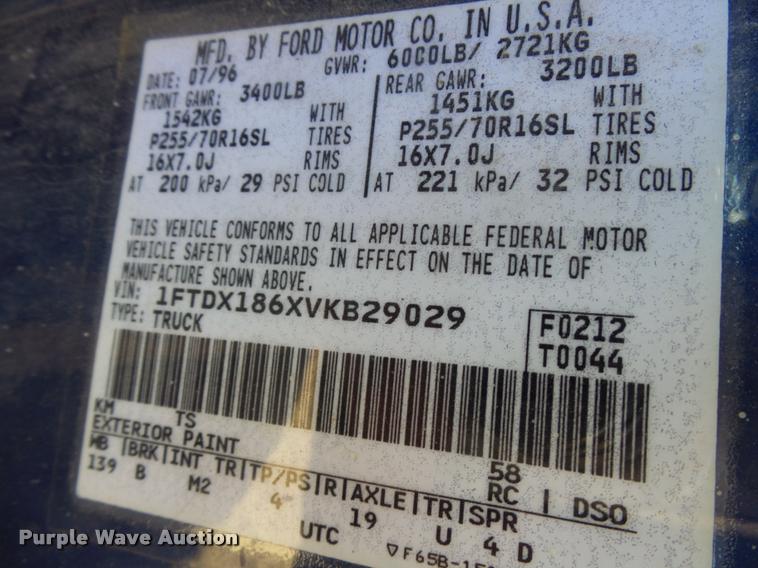 MFD. BY FORD MOTOR CO. IN U.S.A.
DATE: 07/96 GVWR: 6000LB/ 2721KG
FRONT GAWR: 3400LB REAR GAWR: 3200LB
1542KG WITH 1451KG WITH
P255/70R16SL TIRES P255/70R16SL TIRES
16X7.0J RIMS 16X7.0J RIMS
AT 200 kPa/ 29 PSI COLD AT 221 kPa/ 32 PSI COLD
THIS VEHICLE CONFORMS TO ALL APPLICABLE FEDERAL MOTOR
VEHICLE SAFETY STANDARDS IN EFFECT ON THE DATE OF
MANUFACTURE SHOWN ABOVE.
VIN: 1FTDX186XVKB29029 F0212
TYPE: TRUCK T0044
KM TS
EXTERIOR PAINT 58 RC DSO
WB BRK INT TR TP/PS R AXLE TR SPR
139 B M2 4 19 U 4 D
UTC ▽F65B-15
Purple Wave Auction